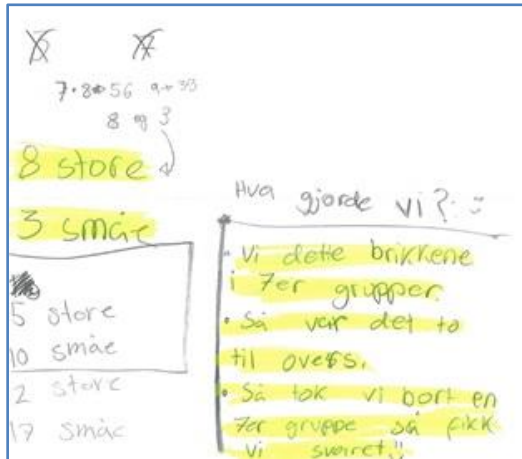 7·8=56
8 og 3
8 store
3 småe
5 store
10 småe
2 store
17 småe
Hva gjorde vi?
Vi dette brikkene
i 7er grupper.
Så var det to
til overs.
Så tok vi bort en
7er gruppe så fikk
vi svaret!!